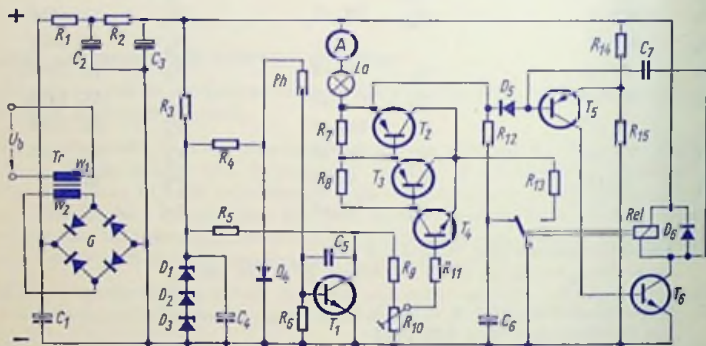 +
R1
R2
C2
C3
A
La
R14
C7
Ph
R3
R4
R7
T2
D5
R12
T5
R15
Ub
Tr
W1
W2
R8
T3
R13
G
R5
T4
Rel
D6
C5
D1
D2
D3
D4
R9
R11
T6
C1
C4
R6
T1
R10
C6
−